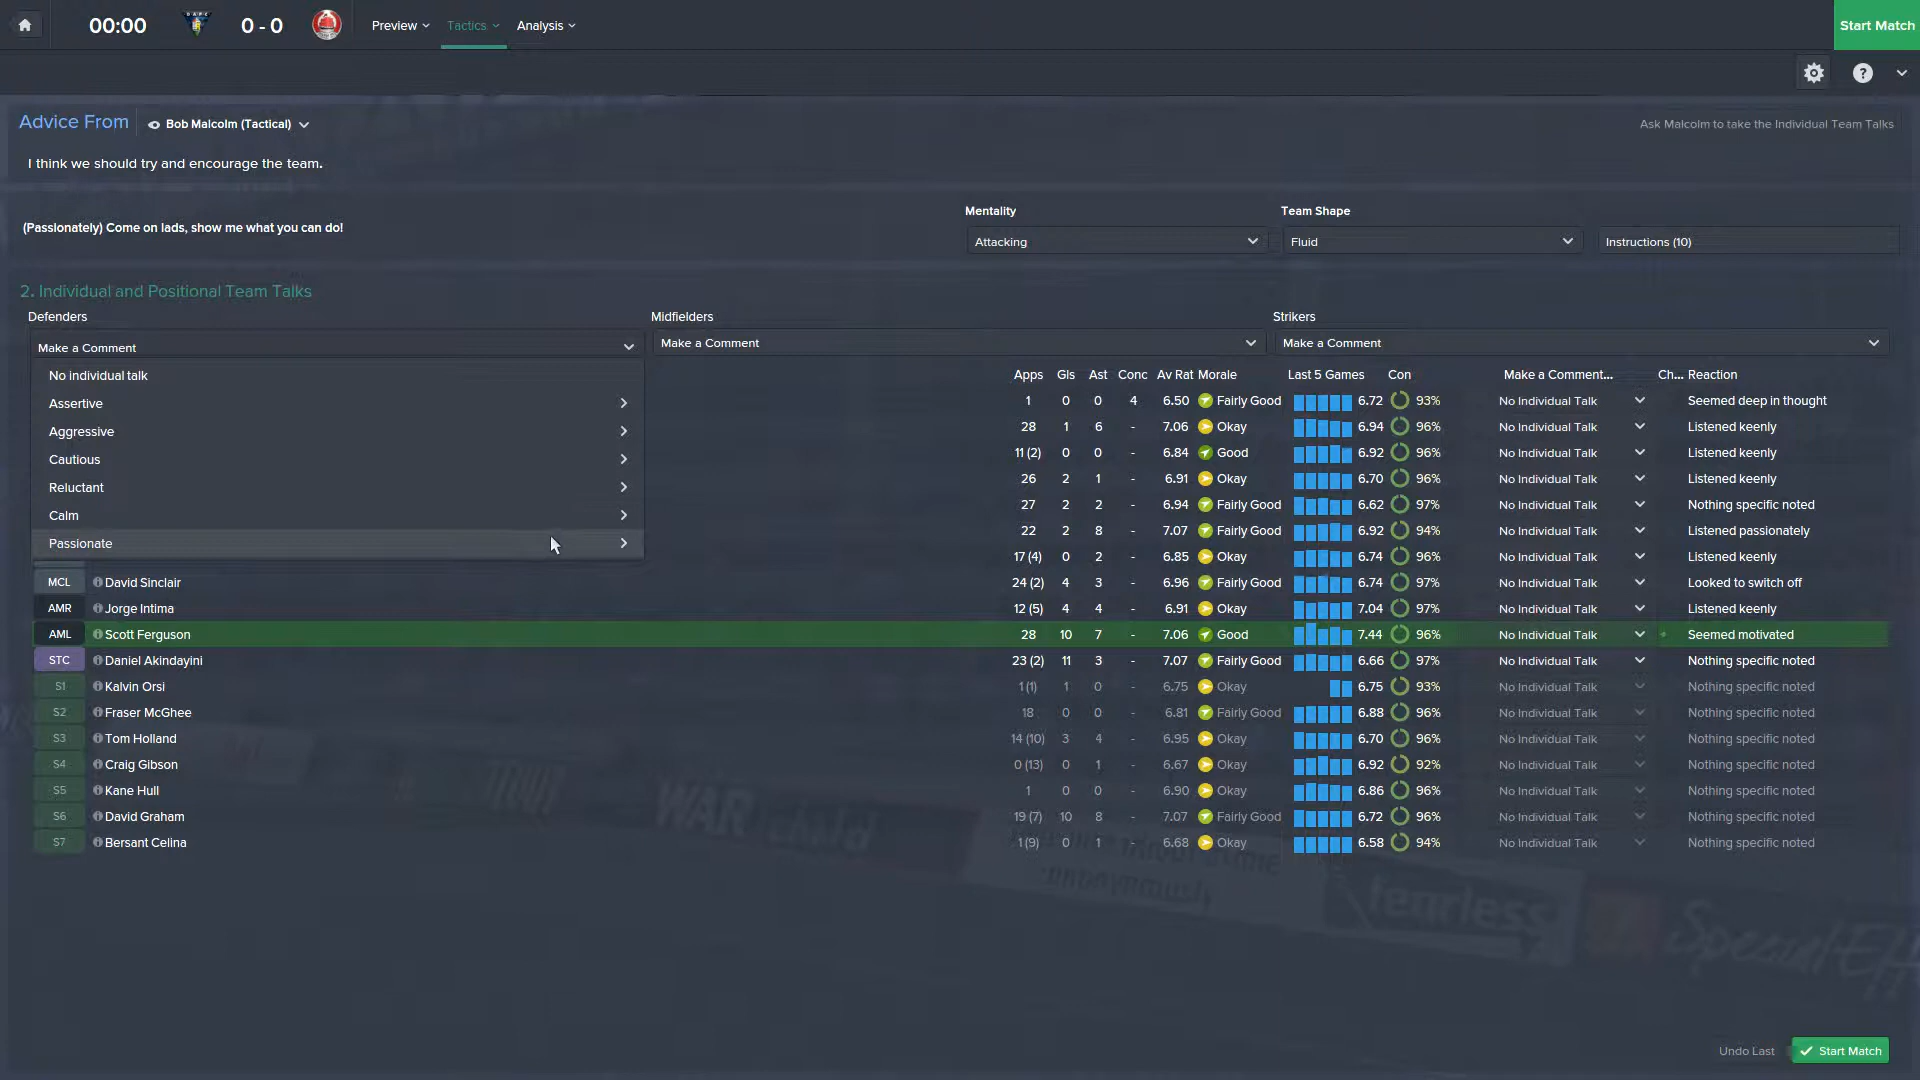 00:00 0 - 0 Preview Tactics Analysis Start Match
Advice From Bob Malcolm (Tactical) Ask Malcolm to take the Individual Team Talks
I think we should try and encourage the team.
Mentality Team Shape
(Passionately) Come on lads, show me what you can do!
Attacking Fluid Instructions (10)
2. Individual and Positional Team Talks
Defenders Midfielders Strikers
Make a Comment Make a Comment Make a Comment
No individual talk
Assertive
Aggressive
Cautious
Reluctant
Calm
Passionate
Apps Gls Ast Conc Av Rat Morale Last 5 Games Con Make a Comment... Ch... Reaction
1 0 0 4 6.50 Fairly Good 6.72 93% No Individual Talk Seemed deep in thought
28 1 6 - 7.06 Okay 6.94 96% No Individual Talk Listened keenly
11 (2) 0 0 - 6.84 Good 6.92 96% No Individual Talk Listened keenly
26 2 1 - 6.91 Okay 6.70 96% No Individual Talk Listened keenly
27 2 2 - 6.94 Fairly Good 6.62 97% No Individual Talk Nothing specific noted
22 2 8 - 7.07 Fairly Good 6.92 94% No Individual Talk Listened passionately
17 (4) 0 2 - 6.85 Okay 6.74 96% No Individual Talk Listened keenly
MCL David Sinclair 24 (2) 4 3 - 6.96 Fairly Good 6.74 97% No Individual Talk Looked to switch off
AMR Jorge Intima 12 (5) 4 4 - 6.91 Okay 7.04 97% No Individual Talk Listened keenly
AML Scott Ferguson 28 10 7 - 7.06 Good 7.44 96% No Individual Talk Seemed motivated
STC Daniel Akindayini 23 (2) 11 3 - 7.07 Fairly Good 6.66 97% No Individual Talk Nothing specific noted
S1 Kalvin Orsi 1 (1) 1 0 - 6.75 Okay 6.75 93% No Individual Talk Nothing specific noted
S2 Fraser McGhee 18 0 0 - 6.81 Fairly Good 6.88 96% No Individual Talk Nothing specific noted
S3 Tom Holland 14 (10) 3 4 - 6.95 Okay 6.70 96% No Individual Talk Nothing specific noted
S4 Craig Gibson 0 (13) 0 1 - 6.67 Okay 6.92 92% No Individual Talk Nothing specific noted
S5 Kane Hull 1 0 0 - 6.90 Okay 6.86 96% No Individual Talk Nothing specific noted
S6 David Graham 19 (7) 10 8 - 7.07 Fairly Good 6.72 96% No Individual Talk Nothing specific noted
S7 Bersant Celina 1 (9) 0 1 - 6.68 Okay 6.58 94% No Individual Talk Nothing specific noted
WAR child
anonymously
fearless
Undo Last Start Match